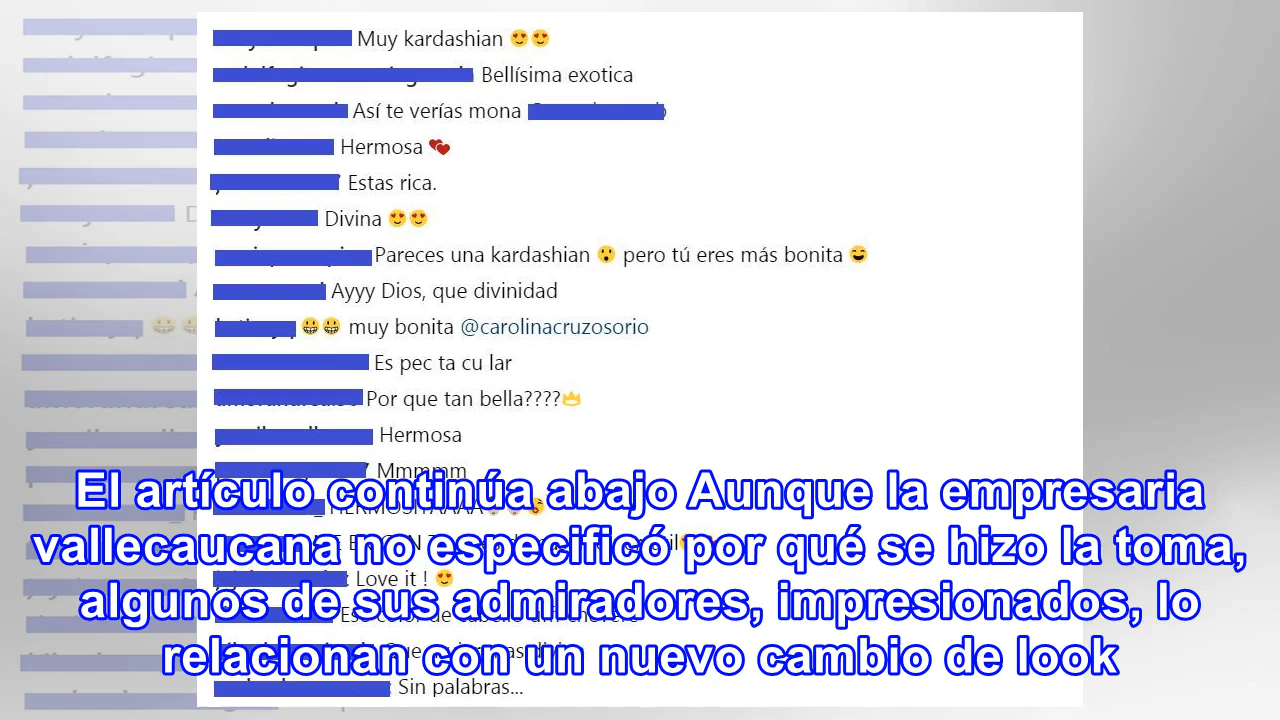 Muy kardashian 😍😍
Bellísima exotica
Así te verías mona
Hermosa 💕
Estas rica.
Divina 😍😍
Pareces una kardashian 😮 pero tú eres más bonita 😄
Ayyy Dios, que divinidad
😀😀 muy bonita @carolinacruzosorio
Es pec ta cu lar
Por que tan bella????👑
Hermosa
Mmmmm
El artículo continúa abajo Aunque la empresaria
vallecaucana no especificó por qué se hizo la toma,
Love it ! 😍
algunos de sus admiradores, impresionados, lo
relacionan con un nuevo cambio de look
Sin palabras...